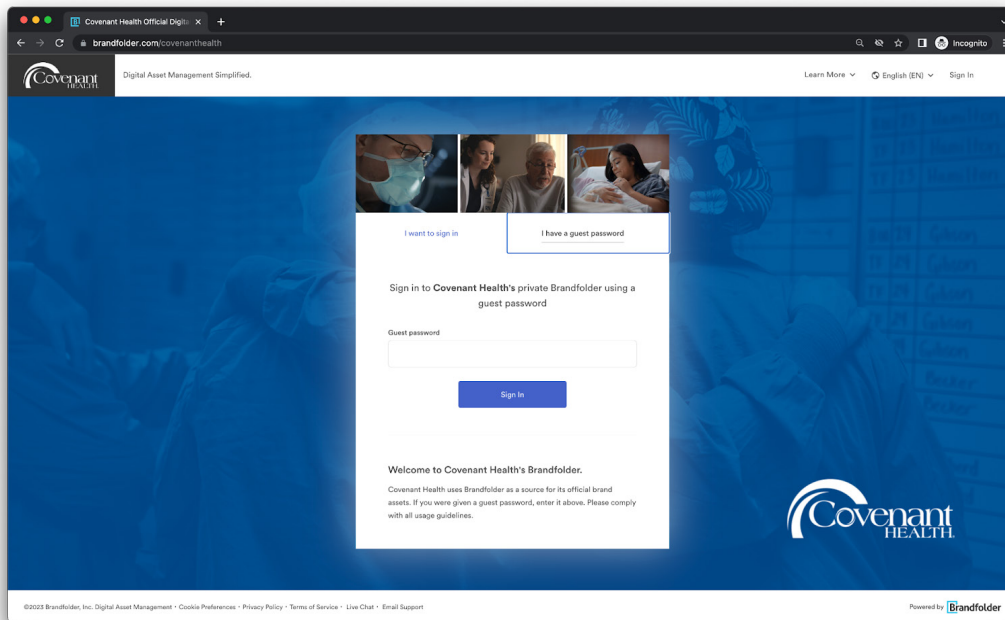 Covenant Health Official Digita
brandfolder.com/covenanthealth
Incognito
Covenant
HEALTH
Digital Asset Management Simplified.
Learn More
English (EN)
Sign In
I want to sign in
I have a guest password
Sign in to Covenant Health's private Brandfolder using a
guest password
Guest password
Sign In
Welcome to Covenant Health's Brandfolder.
Covenant Health uses Brandfolder as a source for its official brand
assets. If you were given a guest password, enter it above. Please comply
with all usage guidelines.
Covenant
HEALTH.
©2023 Brandfolder, Inc. Digital Asset Management · Cookie Preferences · Privacy Policy · Terms of Service · Live Chat · Email Support
Powered by Brandfolder